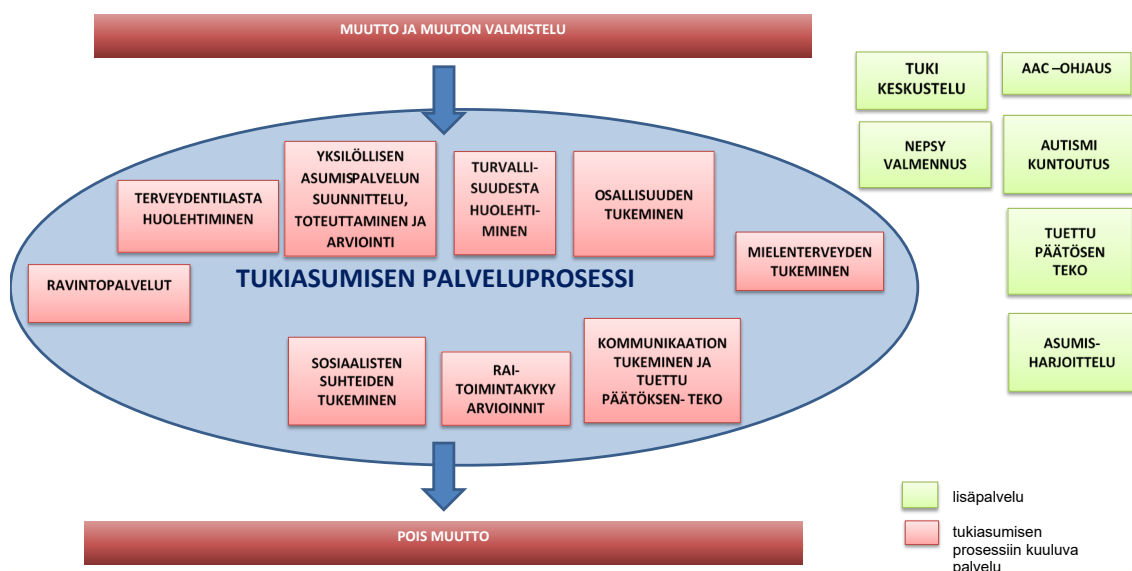 MUUTTO JA MUUTON VALMISTELU
TUKI
KESKUSTELU
AAC –OHJAUS
NEPSY
VALMENNUS
AUTISMI
KUNTOUTUS
TUETTU
PÄÄTÖSEN
TEKO
ASUMIS-
HARJOITTELU
TERVEYDENTILASTA
HUOLEHTIMINEN
YKSILÖLLISEN
ASUMISPALVELUN
SUUNNITTELU,
TOTEUTTAMINEN JA
ARVIOINTI
TURVALLI-
SUUDESTA
HUOLEHTI-
MINEN
OSALLISUUDEN
TUKEMINEN
MIELENTERVEYDEN
TUKEMINEN
RAVINTOPALVELUT
TUKIASUMISEN PALVELUPROSESSI
SOSIAALISTEN
SUHTEIDEN
TUKEMINEN
RAI-
TOIMINTAKYKY
ARVIOINNIT
KOMMUNIKAATION
TUKEMINEN JA
TUETTU
PÄÄTÖKSEN- TEKO
POIS MUUTTO
lisäpalvelu
tukiasumisen
prosessiin kuuluva
palvelu